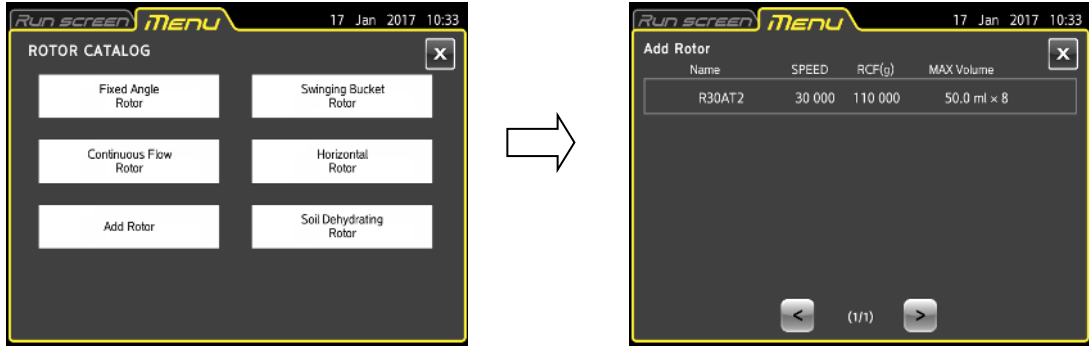 Run screen Menu 17 Jan 2017 10:33
ROTOR CATALOG X
Fixed Angle
Rotor
Swinging Bucket
Rotor
Continuous Flow
Rotor
Horizontal
Rotor
Add Rotor
Soil Dehydrating
Rotor
Run screen Menu 17 Jan 2017 10:33
Add Rotor X
Name SPEED RCF(g) MAX Volume
R30AT2 30 000 110 000 50.0 ml × 8
< (1/1) >